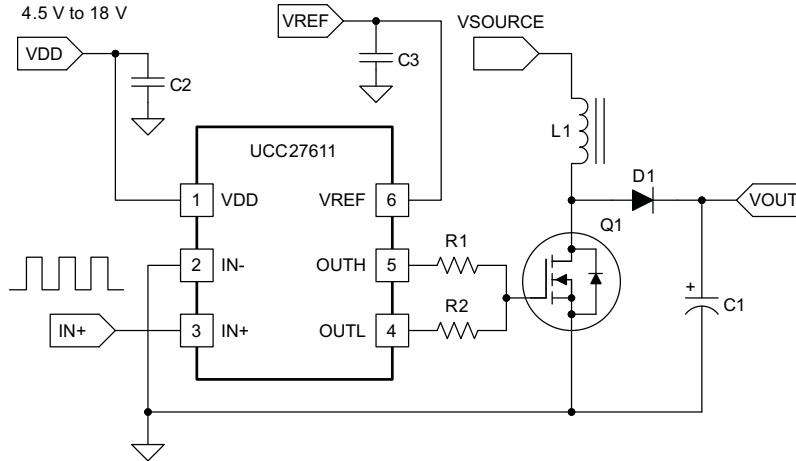 4.5 V to 18 V
VDD
C2
VREF
C3
VSOURCE
L1
UCC27611
D1
VOUT
1 VDD
VREF 6
Q1
2 IN-
OUTH 5
R1
+
C1
IN+
3 IN+
OUTL 4
R2